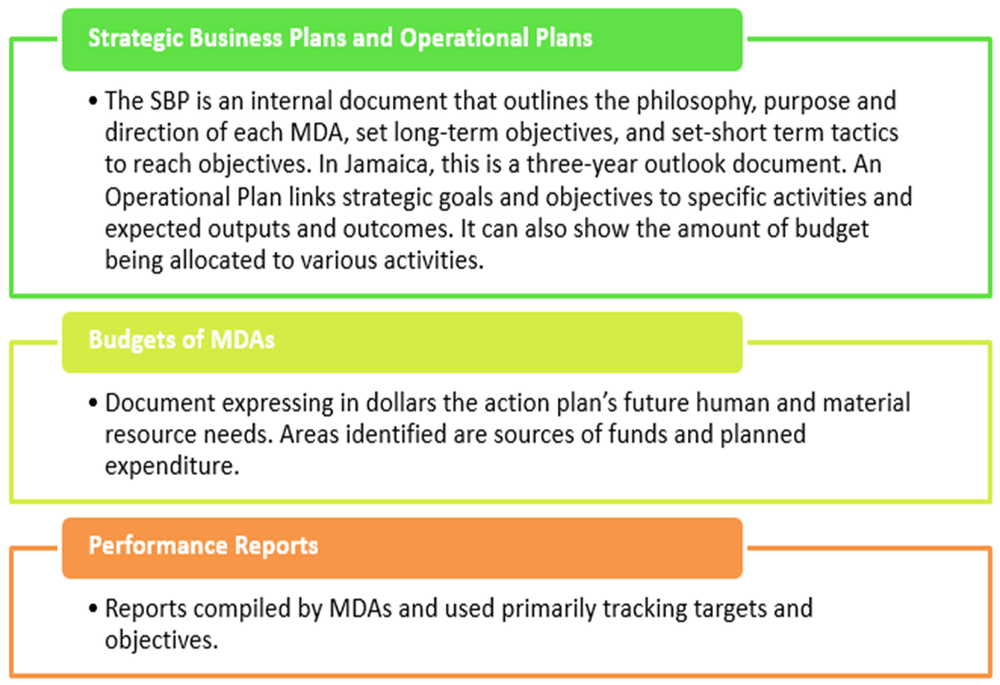 Strategic Business Plans and Operational Plans
• The SBP is an internal document that outlines the philosophy, purpose and
direction of each MDA, set long-term objectives, and set-short term tactics
to reach objectives. In Jamaica, this is a three-year outlook document. An
Operational Plan links strategic goals and objectives to specific activities and
expected outputs and outcomes. It can also show the amount of budget
being allocated to various activities.
Budgets of MDAs
• Document expressing in dollars the action plan’s future human and material
resource needs. Areas identified are sources of funds and planned
expenditure.
Performance Reports
• Reports compiled by MDAs and used primarily tracking targets and
objectives.